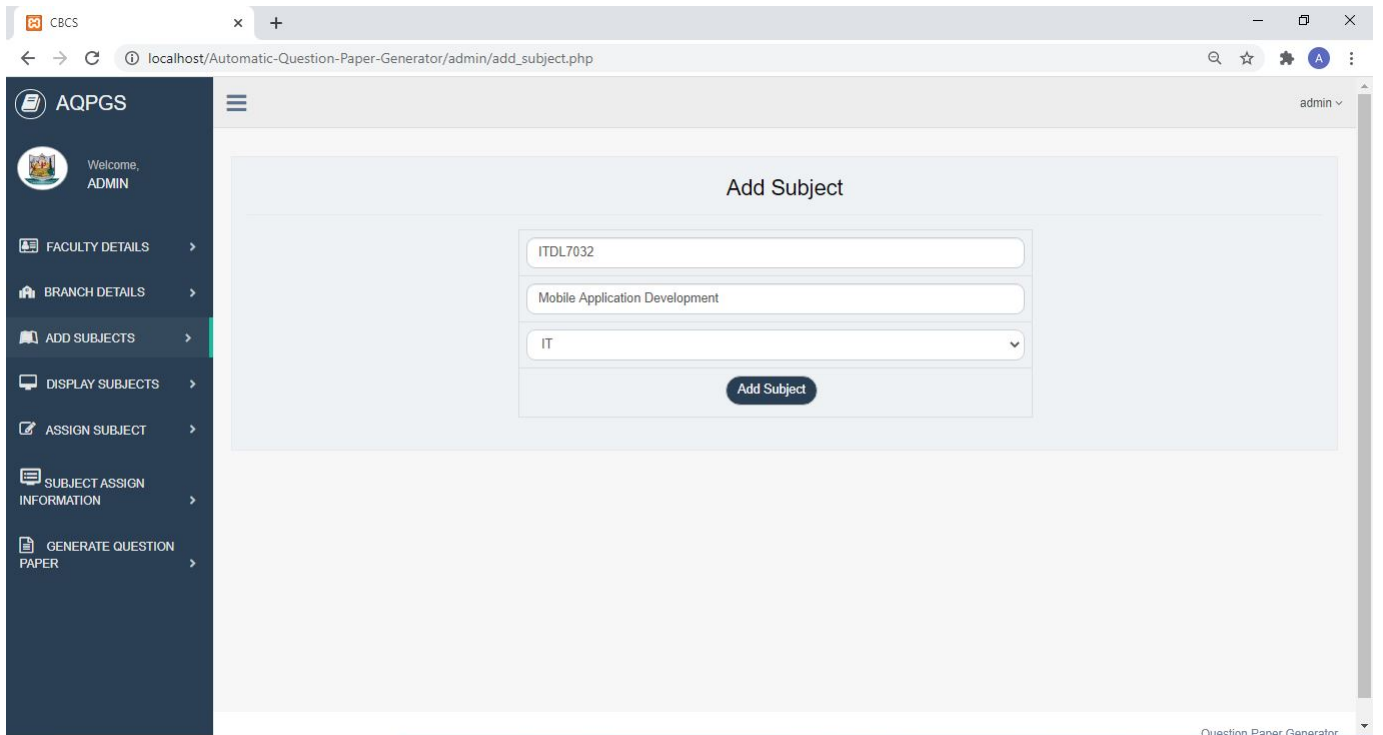 CBCS
localhost/Automatic-Question-Paper-Generator/admin/add_subject.php
A
AQPGS
admin
Welcome,
ADMIN
Add Subject
FACULTY DETAILS
BRANCH DETAILS
ADD SUBJECTS
DISPLAY SUBJECTS
ASSIGN SUBJECT
SUBJECT ASSIGN
INFORMATION
GENERATE QUESTION
PAPER
ITDL7032
Mobile Application Development
IT
Add Subject
Question Paper Generator